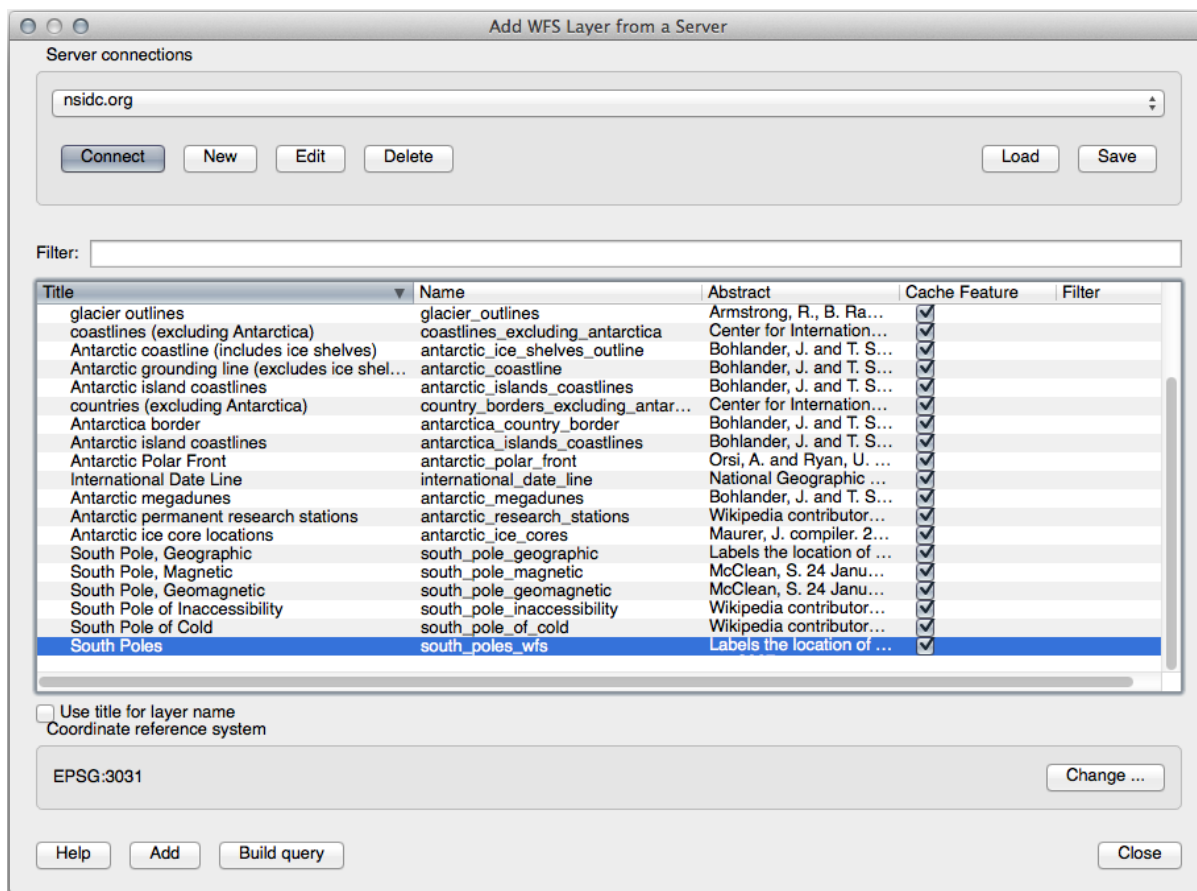 Add WFS Layer from a Server
Server connections
nsidc.org
Connect New Edit Delete Load Save
Filter:
Title Name Abstract Cache Feature Filter
glacier outlines glacier_outlines Armstrong, R., B. Ra...
coastlines (excluding Antarctica) coastlines_excluding_antarctica Center for Internation...
Antarctic coastline (includes ice shelves) antarctic_ice_shelves_outline Bohlander, J. and T. S...
Antarctic grounding line (excludes ice shel... antarctic_coastline Bohlander, J. and T. S...
Antarctic island coastlines antarctic_islands_coastlines Bohlander, J. and T. S...
countries (excluding Antarctica) country_borders_excluding_antar... Center for Internation...
Antarctica border antarctica_country_border Bohlander, J. and T. S...
Antarctic island coastlines antarctica_islands_coastlines Bohlander, J. and T. S...
Antarctic Polar Front antarctic_polar_front Orsi, A. and Ryan, U. ...
International Date Line international_date_line National Geographic ...
Antarctic megadunes antarctic_megadunes Bohlander, J. and T. S...
Antarctic permanent research stations antarctic_research_stations Wikipedia contributor...
Antarctic ice core locations antarctic_ice_cores Maurer, J. compiler. 2...
South Pole, Geographic south_pole_geographic Labels the location of ...
South Pole, Magnetic south_pole_magnetic McClean, S. 24 Janu...
South Pole, Geomagnetic south_pole_geomagnetic McClean, S. 24 Janu...
South Pole of Inaccessibility south_pole_inaccessibility Wikipedia contributor...
South Pole of Cold south_pole_of_cold Wikipedia contributor...
South Poles south_poles_wfs Labels the location of ...
Use title for layer name
Coordinate reference system
EPSG:3031 Change ...
Help Add Build query Close